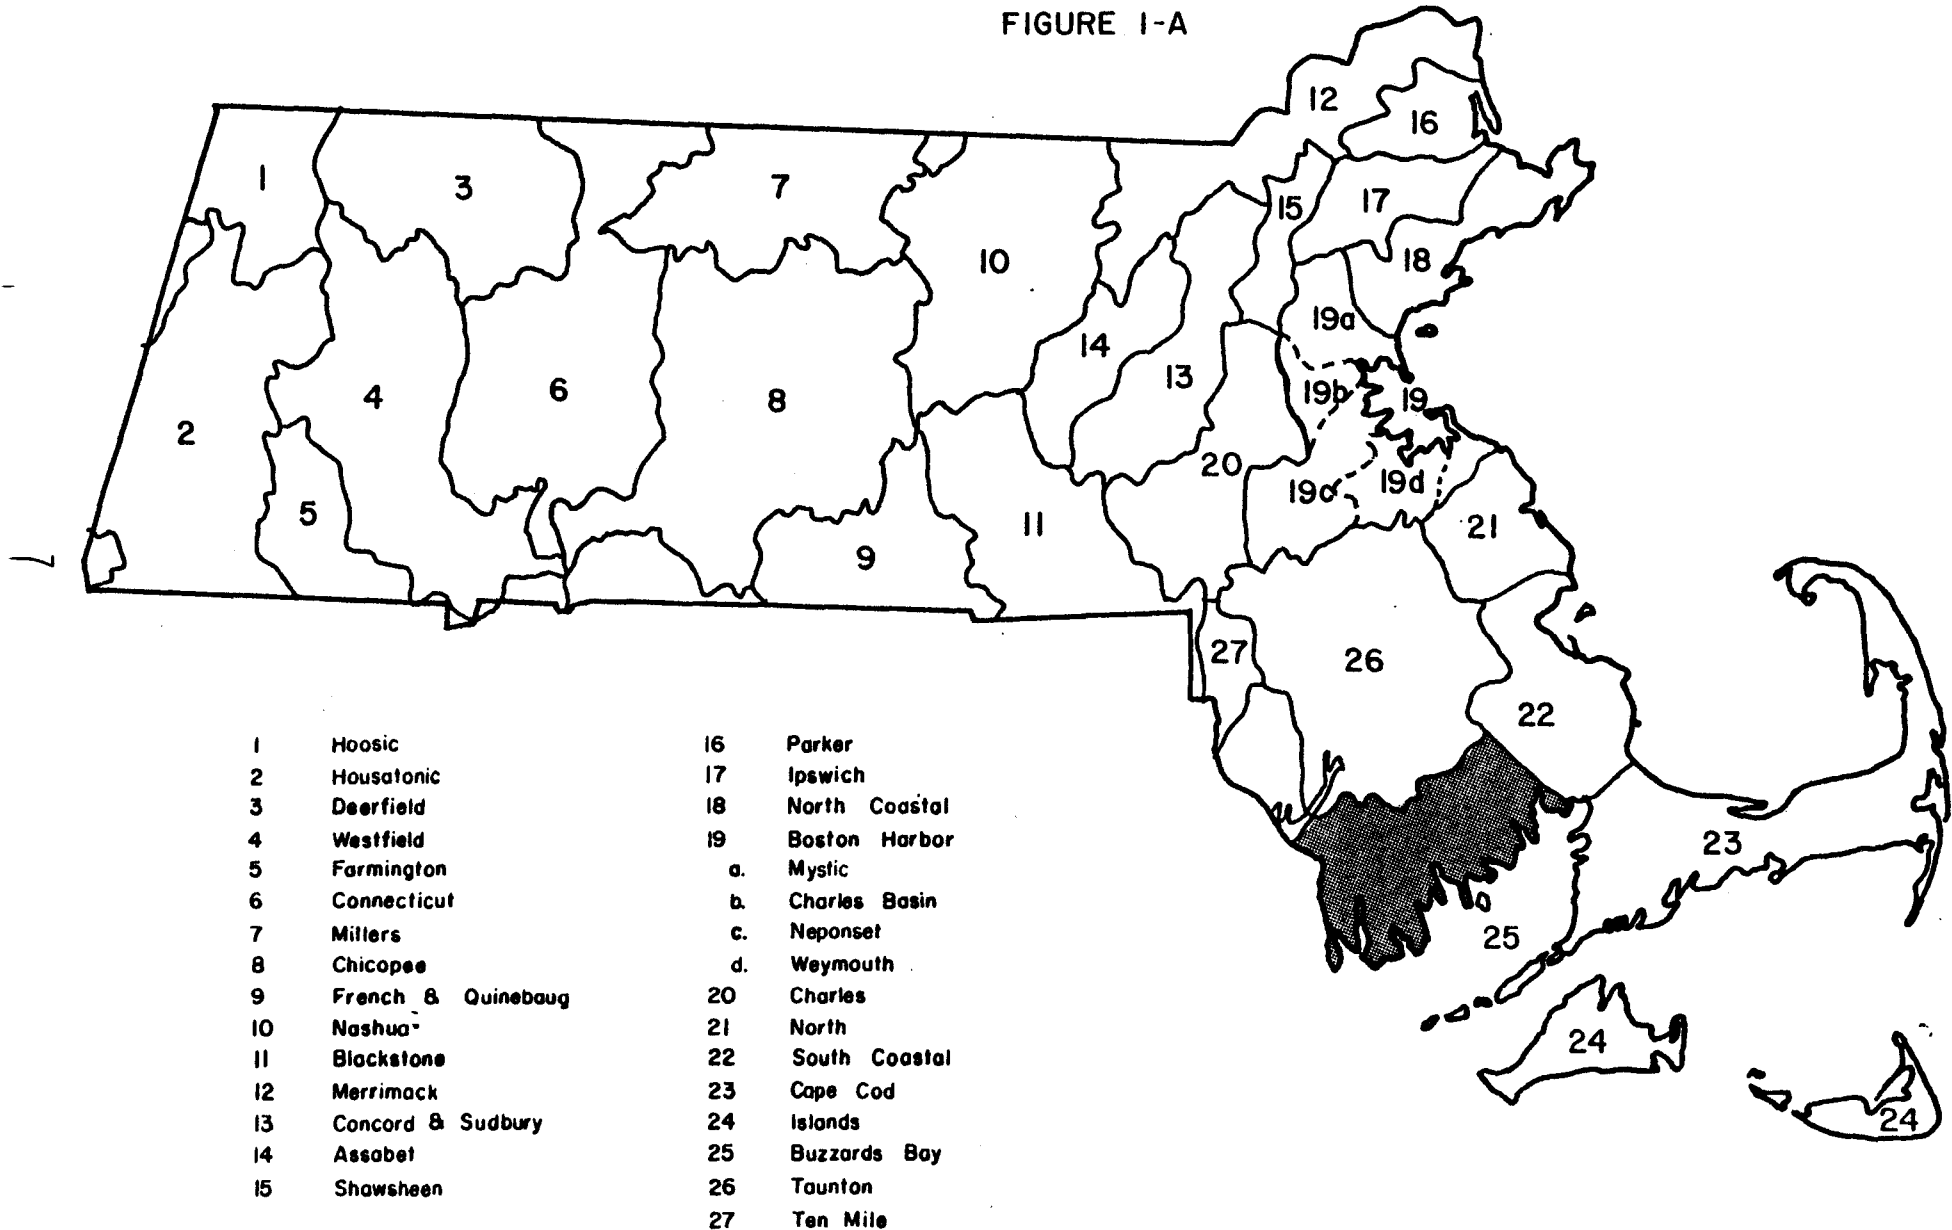 FIGURE 1-A
12
16
1
3
7
15
17
10
18
19a
14
13
19b
19
4
6
8
2
20
19c
19d
5
11
21
9
27
26
22
23
25
24
24
7
1 Hoosic
2 Housatonic
3 Deerfield
4 Westfield
5 Farmington
6 Connecticut
7 Millers
8 Chicopee
9 French & Quinebaug
10 Nashua
11 Blackstone
12 Merrimack
13 Concord & Sudbury
14 Assabet
15 Shawsheen
16 Parker
17 Ipswich
18 North Coastal
19 Boston Harbor
a. Mystic
b. Charles Basin
c. Neponset
d. Weymouth
20 Charles
21 North
22 South Coastal
23 Cape Cod
24 Islands
25 Buzzards Bay
26 Taunton
27 Ten Mile